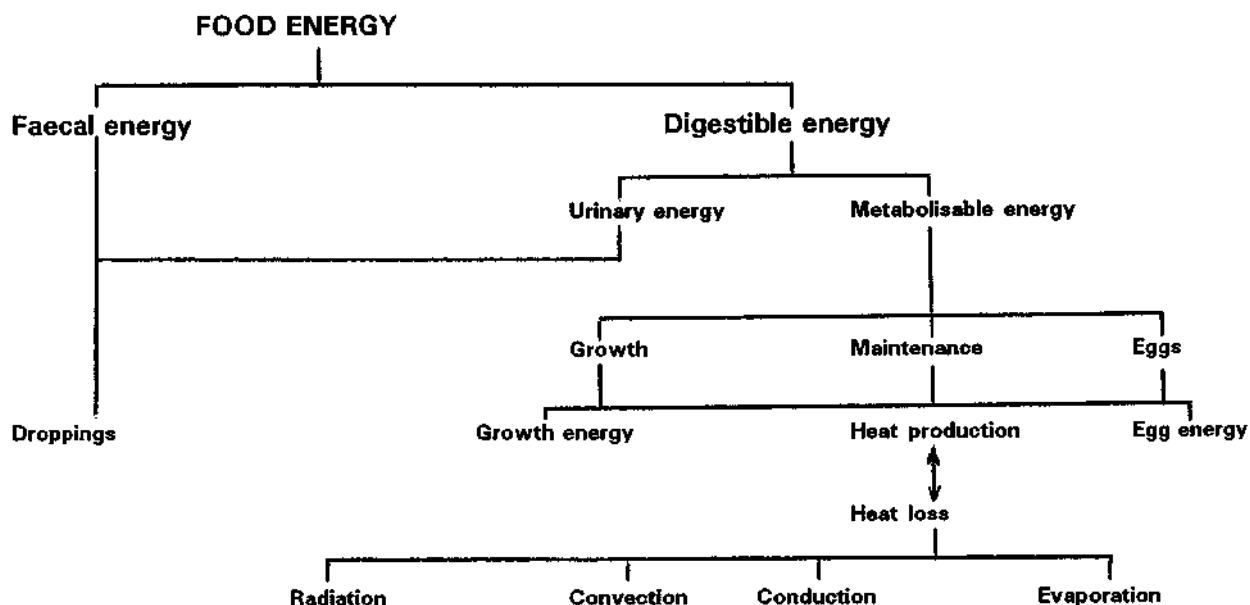 FOOD ENERGY
Faecal energy
Digestible energy
Urinary energy
Metabolisable energy
Growth
Maintenance
Eggs
Droppings
Growth energy
Heat production
Egg energy
Heat loss
Radiation
Convection
Conduction
Evaporation